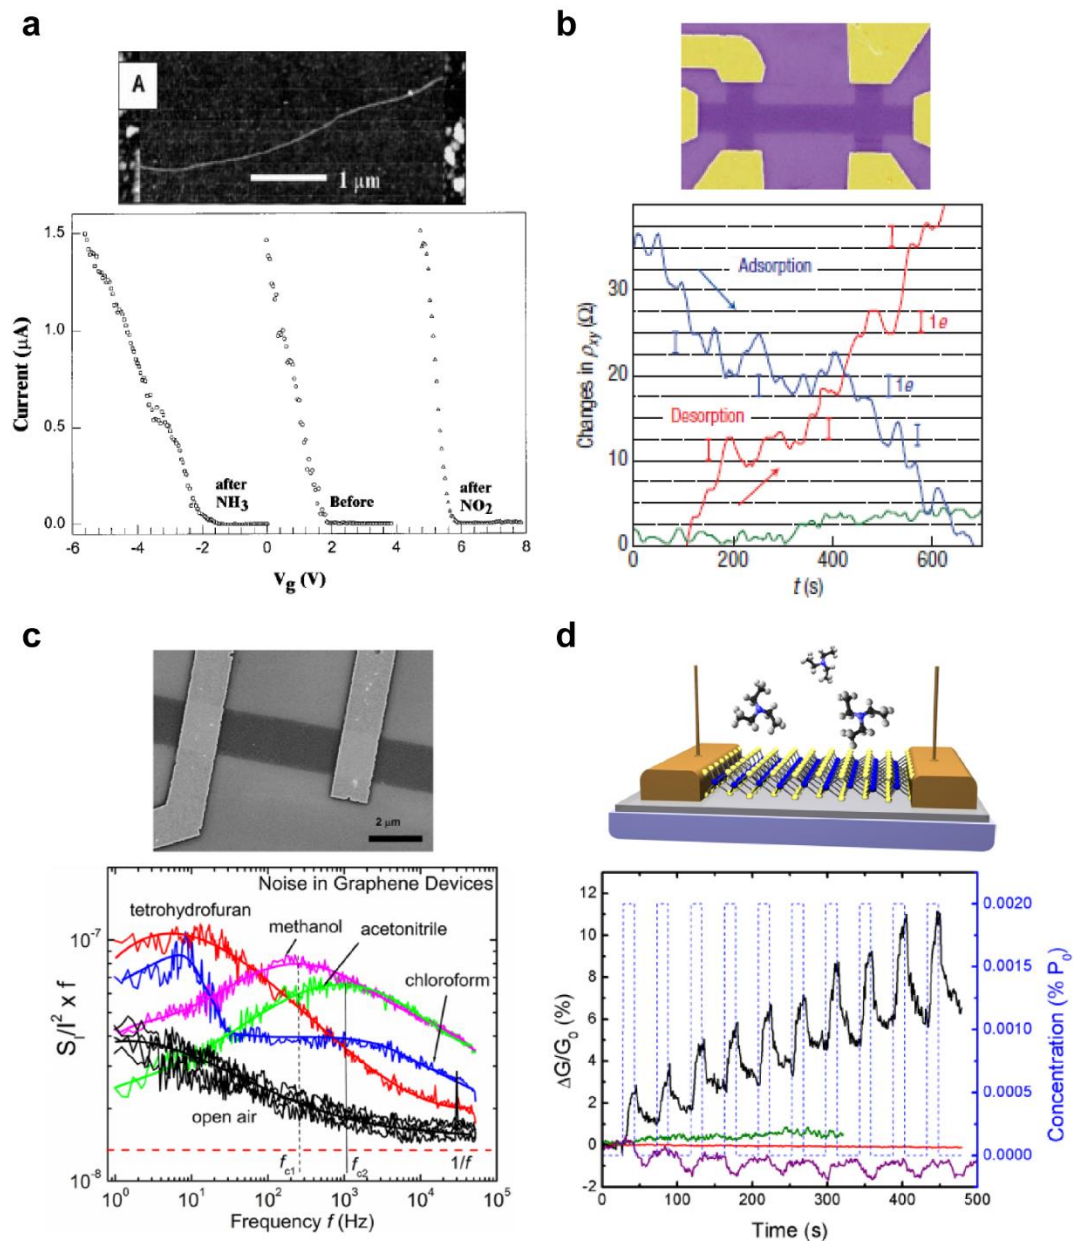 a
A
1 μm
1.5
1.0
0.5
0.0
Current (μA)
after
NH3
Before
after
NO2
-6
-4
-2
0
2
4
6
8
Vg (V)
b
30
20
10
0
Changes in ρxy (Ω)
Adsorption
1e
1e
Desorption
0
200
400
600
t (s)
c
2 μm
Noise in Graphene Devices
tetrohydrofuran
methanol
acetonitrile
chloroform
open air
10^-7
10^-8
SI/I^2 x f
fc1
fc2
1/f
10^0
10^1
10^2
10^3
10^4
10^5
Frequency f (Hz)
d
12
10
8
6
4
2
0
-2
ΔG/G0 (%)
0.0020
0.0015
0.0010
0.0005
0.0000
Concentration (% P0)
0
100
200
300
400
500
Time (s)